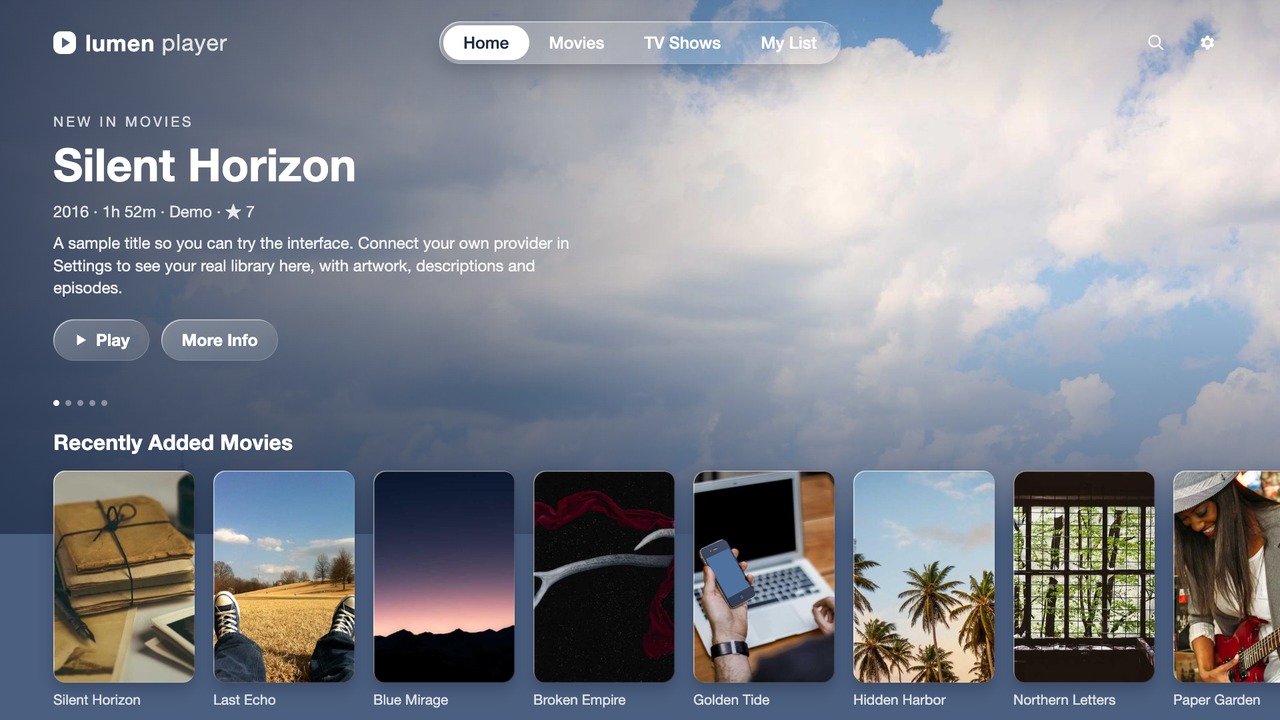 lumen player
Home
Movies
TV Shows
My List
NEW IN MOVIES
Silent Horizon
2016 · 1h 52m · Demo · ★ 7
A sample title so you can try the interface. Connect your own provider in
Settings to see your real library here, with artwork, descriptions and
episodes.
Play
More Info
Recently Added Movies
Silent Horizon
Last Echo
Blue Mirage
Broken Empire
Golden Tide
Hidden Harbor
Northern Letters
Paper Garden